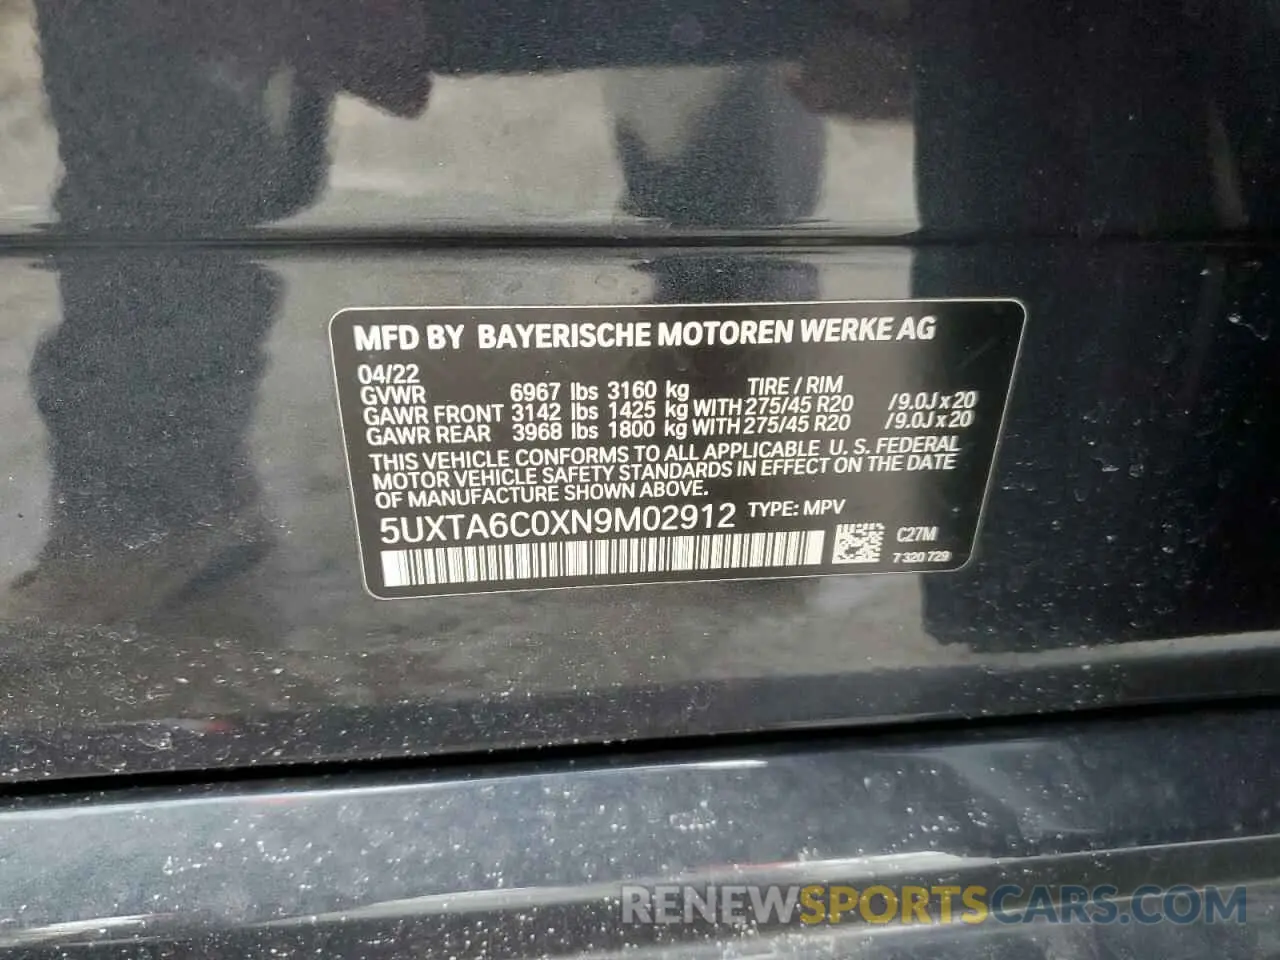 MFD BY BAYERISCHE MOTOREN WERKE AG
04/22
GVWR 6967 lbs 3160 kg TIRE / RIM
GAWR FRONT 3142 lbs 1425 kg WITH 275/45 R20 /9.0J x 20
GAWR REAR 3968 lbs 1800 kg WITH 275/45 R20 /9.0J x 20
THIS VEHICLE CONFORMS TO ALL APPLICABLE U. S. FEDERAL
MOTOR VEHICLE SAFETY STANDARDS IN EFFECT ON THE DATE
OF MANUFACTURE SHOWN ABOVE.
5UXTA6C0XN9M02912 TYPE: MPV
C27M
7 320 729
RENEWSPORTSCARS.COM